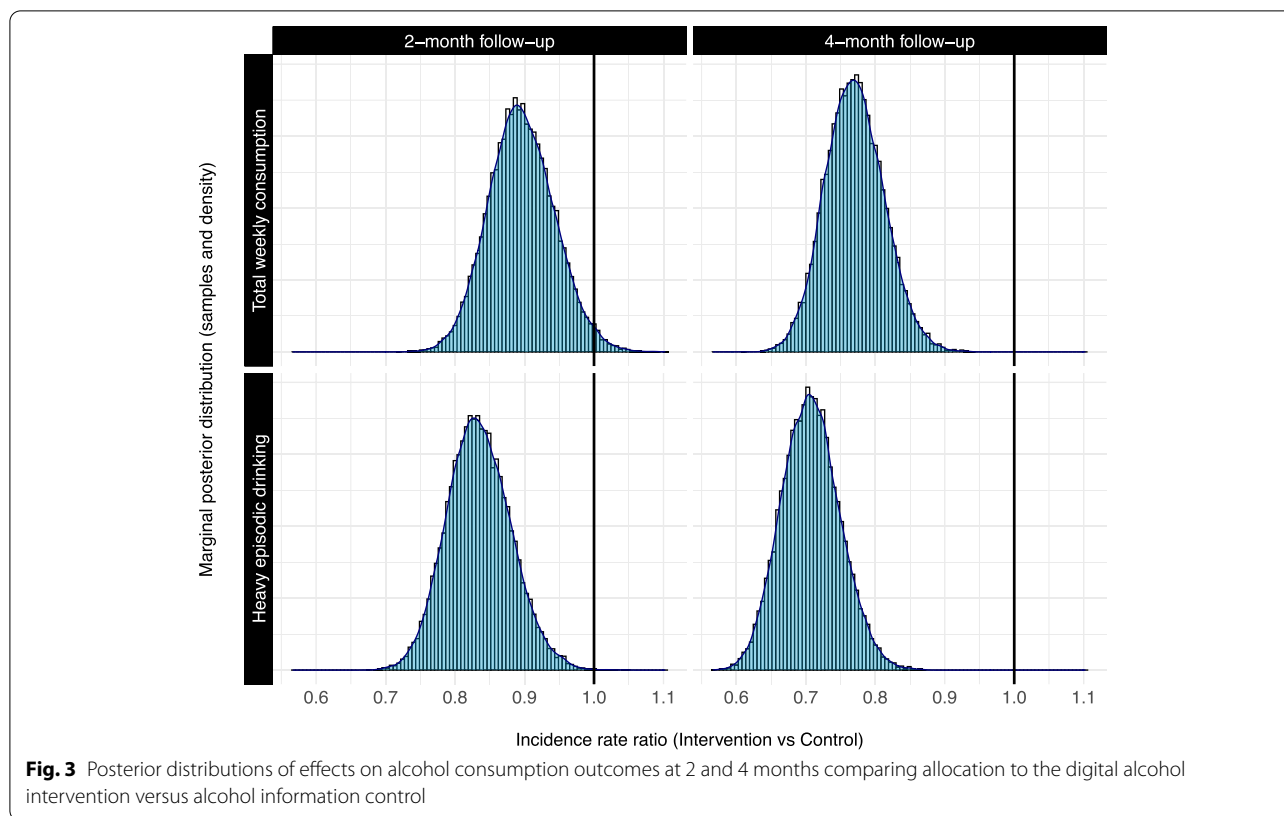 2–month follow–up
4–month follow–up
Marginal posterior distribution (samples and density)
Total weekly consumption
Heavy episodic drinking
0.6 0.7 0.8 0.9 1.0 1.1
0.6 0.7 0.8 0.9 1.0 1.1
Incidence rate ratio (Intervention vs Control)
Fig. 3 Posterior distributions of effects on alcohol consumption outcomes at 2 and 4 months comparing allocation to the digital alcohol
intervention versus alcohol information control